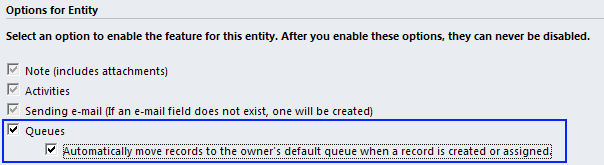 Options for Entity
Select an option to enable the feature for this entity. After you enable these options, they can never be disabled.
Note (includes attachments)
Activities
Sending e-mail (If an e-mail field does not exist, one will be created)
Queues
Automatically move records to the owner's default queue when a record is created or assigned.